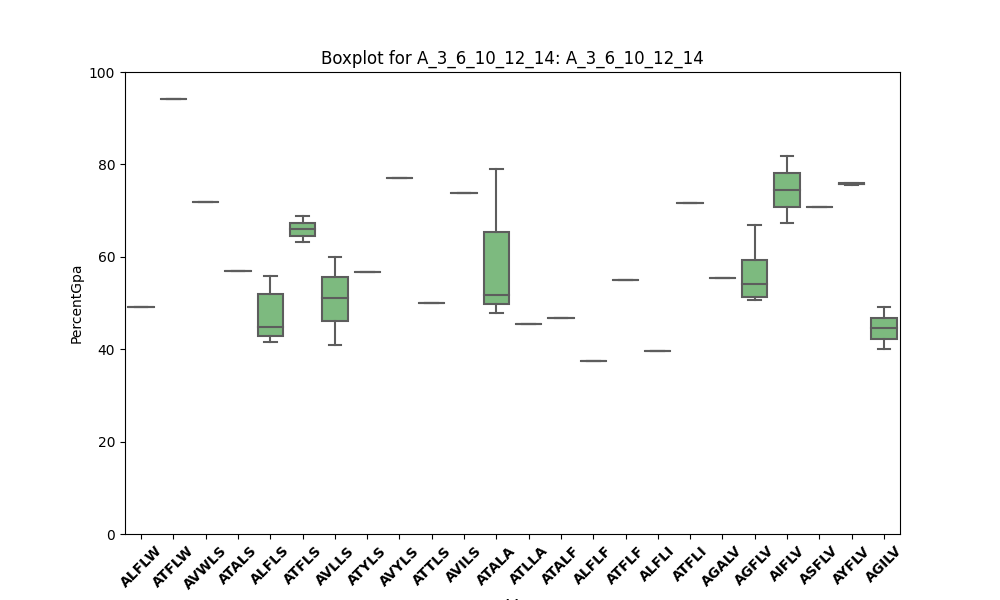 Boxplot for A_3_6_10_12_14: A_3_6_10_12_14
100
80
60
40
20
0
PercentGpa
ALFLW ATFLW AVWLS ATALS ALFLS ATFLS AVLLS ATYLS AVYLS ATTLS AVILS ATALA ATLLA ATALF ALFLF ATFLF ALFLI ATFLI AGALV AGFLV AIFLV ASFLV AYFLV AGILV